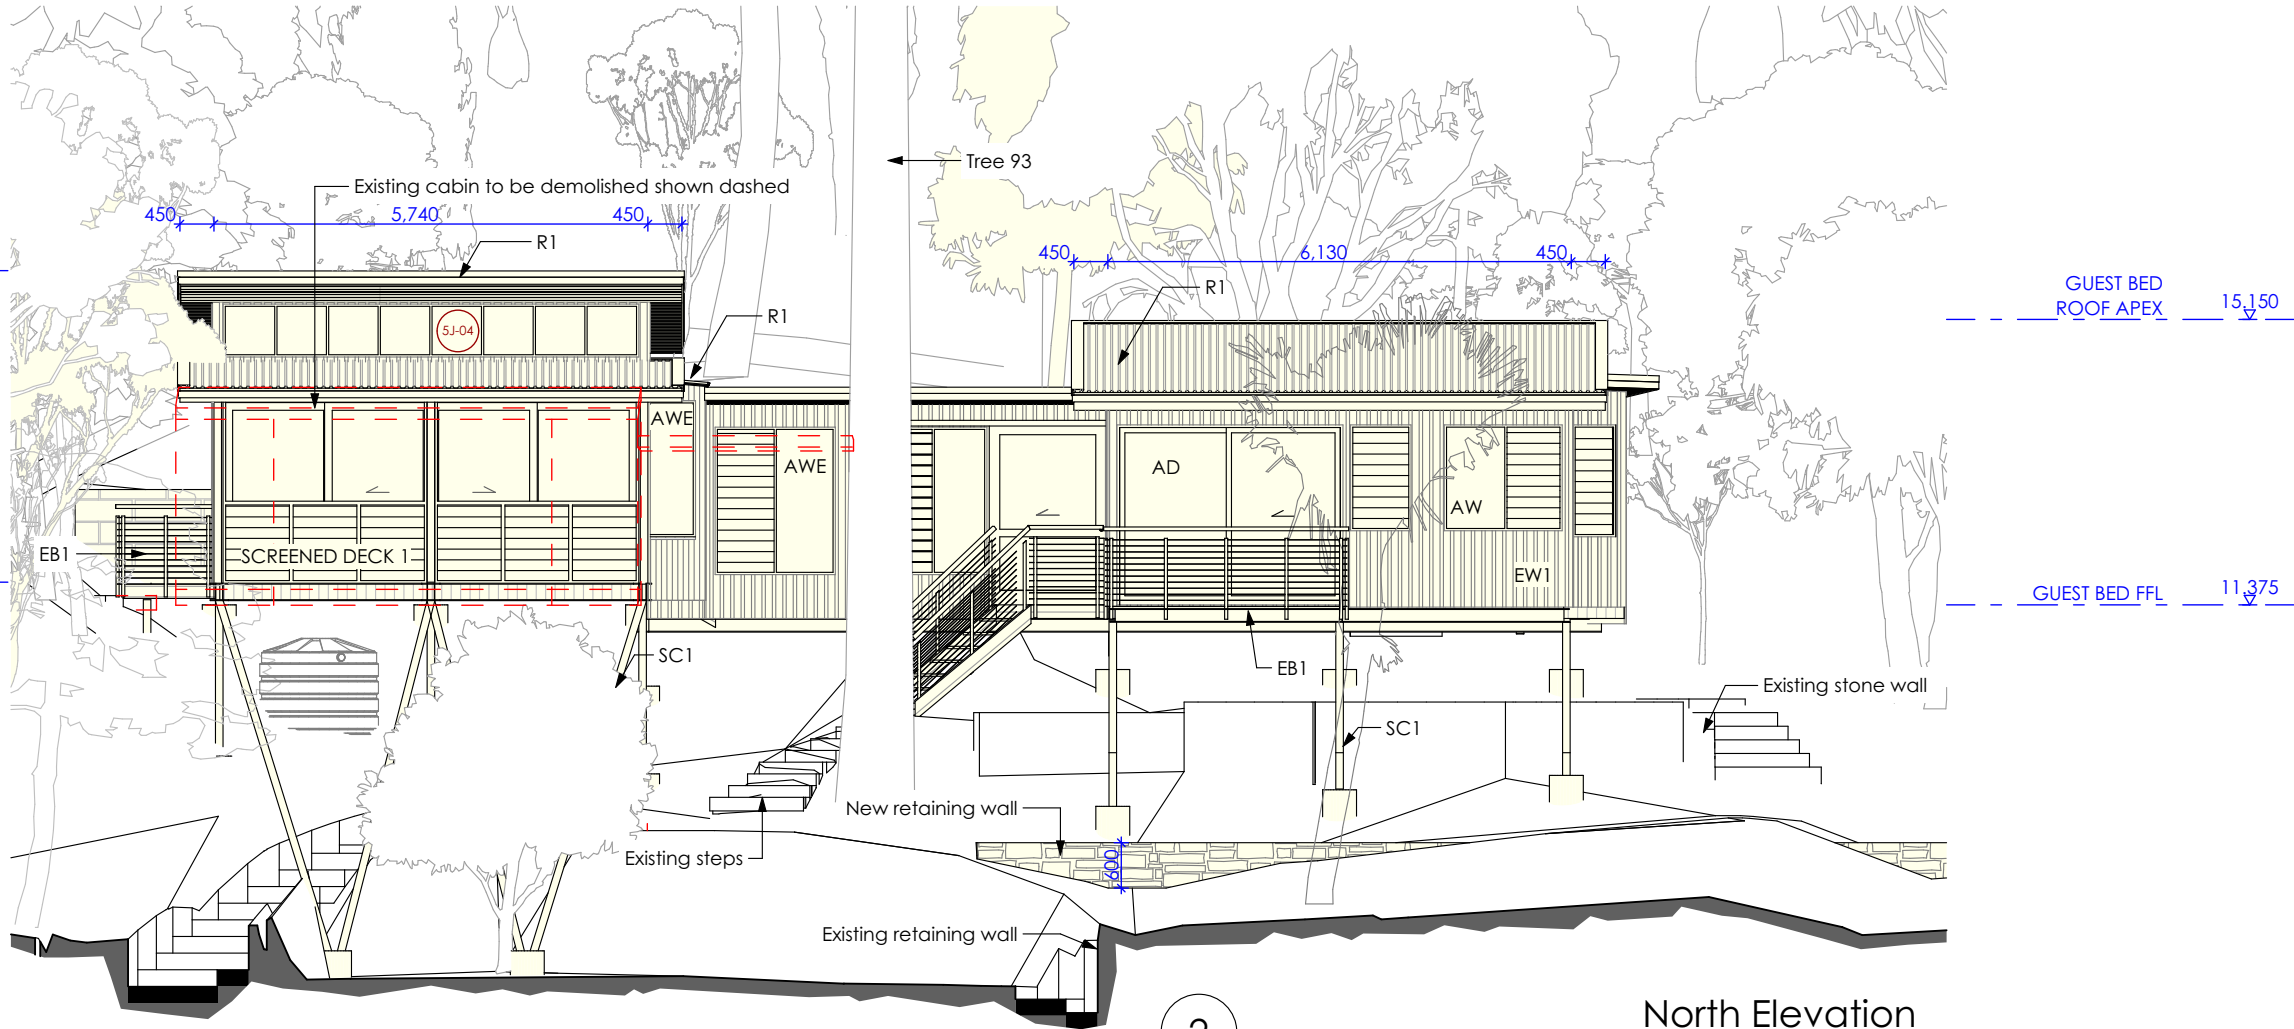 Tree 93
Existing cabin to be demolished shown dashed
450
5,740
450
R1
450
6,130
450
R1
GUEST BED
ROOF APEX
15.150
R1
5J-04
AWE
AWE
AD
AW
EB1
SCREENED DECK 1
EW1
GUEST BED FFL
11.375
SC1
EB1
Existing stone wall
SC1
New retaining wall
600
Existing steps
Existing retaining wall
North Elevation